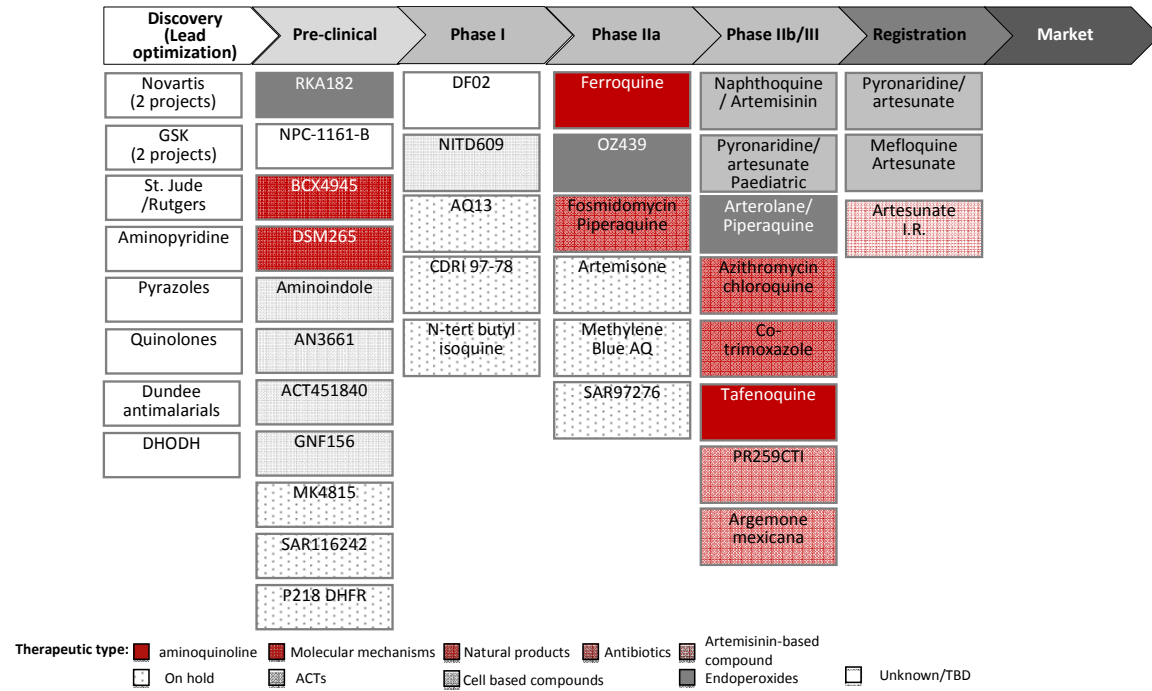 Discovery
(Lead
optimization)
Pre-clinical
Phase I
Phase IIa
Phase IIb/III
Registration
Market
Novartis
(2 projects)
GSK
(2 projects)
St. Jude
/Rutgers
Aminopyridine
Pyrazoles
Quinolones
Dundee
antimalarials
DHODH
RKA182
NPC-1161-B
BCX4945
DSM265
Aminoindole
AN3661
ACT451840
GNF156
MK4815
SAR116242
P218 DHFR
DF02
NITD609
AQ13
CDRI 97-78
N-tert butyl
isoquine
Ferroquine
OZ439
Fosmidomycin
Piperaquine
Artemisone
Methylene
Blue AQ
SAR97276
Naphthoquine
/ Artemisinin
Pyronaridine/
artesunate
Paediatric
Arterolane/
Piperaquine
Azithromycin
chloroquine
Co-
trimoxazole
Tafenoquine
PR259CTI
Argemone
mexicana
Pyronaridine/
artesunate
Mefloquine
Artesunate
Artesunate
I.R.
Therapeutic type:
aminoquinoline
Molecular mechanisms
Natural products
Antibiotics
Artemisinin-based
compound
On hold
ACTs
Cell based compounds
Endoperoxides
Unknown/TBD